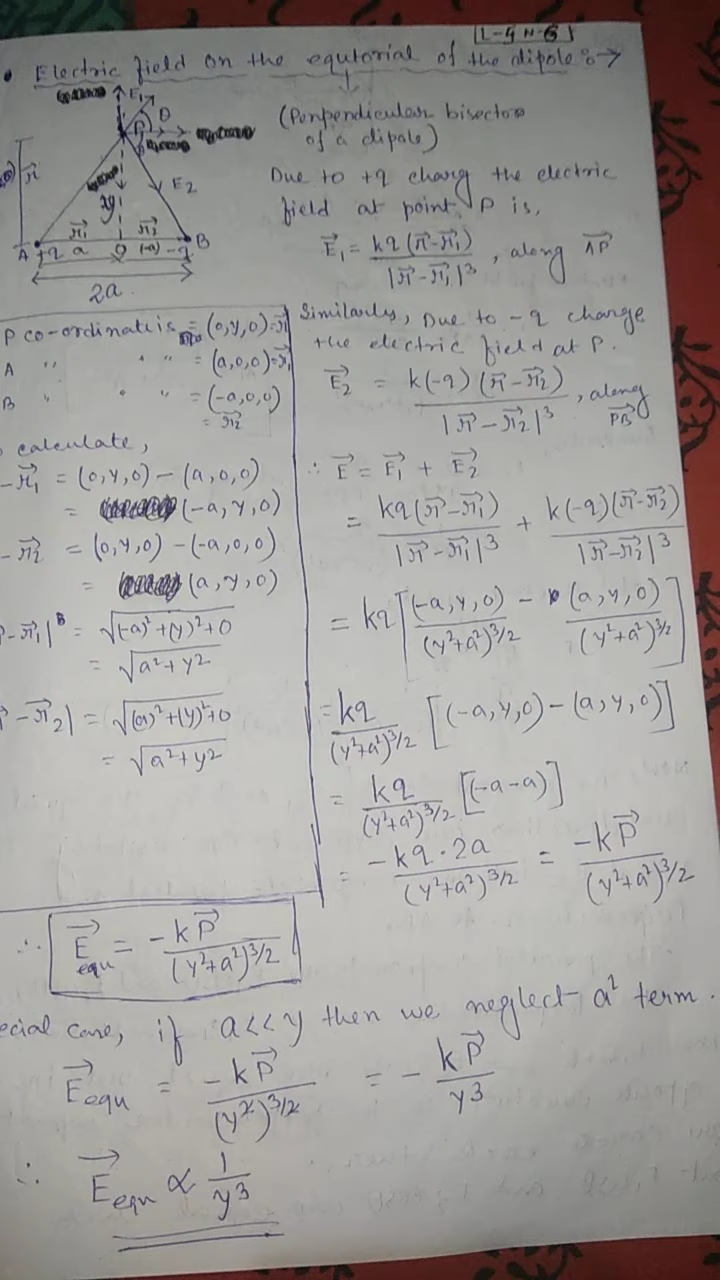 L-5 N-6
• Electric field on the equtorial of the dipole :→
(Perpendicular bisector of a dipole)
E₁ θ
P
E₂
y
r⃗
r⃗₁ r⃗₂
A +q a O (-a) -q B
2a
Due to +q charg the electric
field at point P is,
E⃗₁ = kq(r⃗-r⃗₁) / |r⃗-r⃗₁|³ , along AP⃗
Similarly, Due to -q charge
the electric field at P.
E⃗₂ = k(-q)(r⃗-r⃗₂) / |r⃗-r⃗₂|³ , along PB⃗
∴ E⃗ = E⃗₁ + E⃗₂
= kq(r⃗-r⃗₁) / |r⃗-r⃗₁|³ + k(-q)(r⃗-r⃗₂) / |r⃗-r⃗₂|³
= kq [(-a,y,0) / (y²+a²)^3/2 - (a,y,0) / (y²+a²)^3/2]
= kq / (y²+a²)^3/2 [(-a,y,0) - (a,y,0)]
= kq / (y²+a²)^3/2 [(-a-a)]
= -kq·2a / (y²+a²)^3/2 = -kP⃗ / (y²+a²)^3/2
P co-ordinate is = (0,y,0)=r⃗
A " " " = (a,0,0)=r⃗₁
B " " " = (-a,0,0)
= r⃗₂
calculate,
-r⃗₁ = (0,y,0) - (a,0,0)
= (-a,y,0)
-r⃗₂ = (0,y,0) - (-a,0,0)
= (a,y,0)
-r⃗₁| = √(-a)²+(y)²+0
= √a²+y²
-r⃗₂| = √(a)²+(y)²+0
= √a²+y²
∴ E⃗equ = -kP⃗ / (y²+a²)^3/2
ecial case, if a<<y then we neglect a² term.
E⃗equ = -kP⃗ / (y²)^3/2 = - kP⃗ / y³
∴ E⃗equ ∝ 1/y³